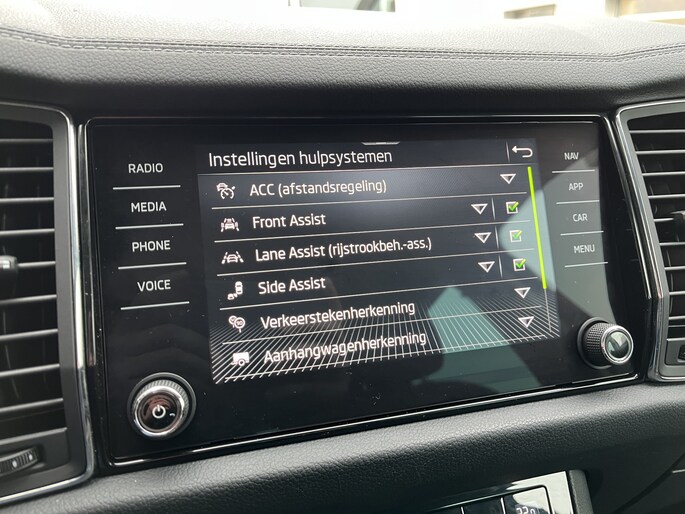 RADIO
MEDIA
PHONE
VOICE
Instellingen hulpsystemen
ACC (afstandsregeling)
Front Assist
Lane Assist (rijstrookbeh.-ass.)
Side Assist
Verkeerstekenherkenning
Aanhangwagenherkenning
NAV
APP
CAR
MENU